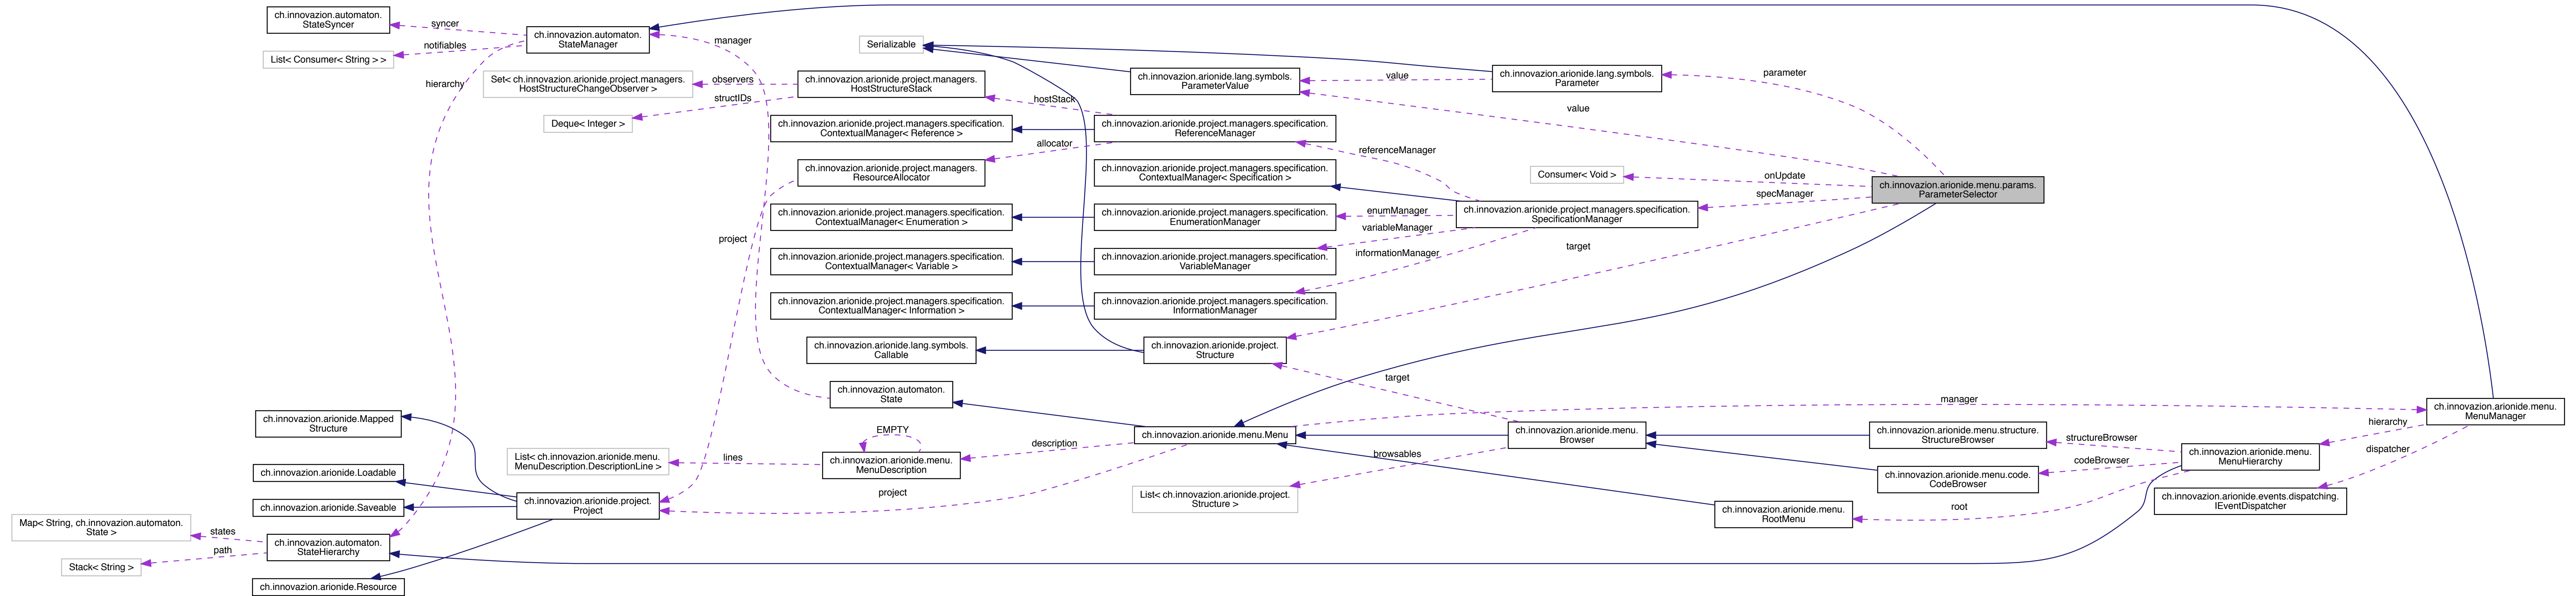 ch.innovazion.automaton.
StateSyncer
List< Consumer< String > >
syncer
notifiables
hierarchy
ch.innovazion.automaton.
StateManager
manager
Set< ch.innovazion.arionide.project.managers.
HostStructureChangeObserver >
observers
Deque< Integer >
structIDs
ch.innovazion.arionide.project.managers.
HostStructureStack
hostStack
Serializable
ch.innovazion.arionide.lang.symbols.
ParameterValue
value
ch.innovazion.arionide.lang.symbols.
Parameter
parameter
value
ch.innovazion.arionide.project.managers.specification.
ContextualManager< Reference >
ch.innovazion.arionide.project.managers.specification.
ReferenceManager
allocator
ch.innovazion.arionide.project.managers.
ResourceAllocator
referenceManager
ch.innovazion.arionide.project.managers.specification.
ContextualManager< Specification >
Consumer< Void >
onUpdate
specManager
ch.innovazion.arionide.menu.params.
ParameterSelector
ch.innovazion.arionide.project.managers.specification.
ContextualManager< Enumeration >
ch.innovazion.arionide.project.managers.specification.
EnumerationManager
enumManager
variableManager
informationManager
ch.innovazion.arionide.project.managers.specification.
SpecificationManager
target
project
ch.innovazion.arionide.project.managers.specification.
ContextualManager< Variable >
ch.innovazion.arionide.project.managers.specification.
VariableManager
ch.innovazion.arionide.project.managers.specification.
ContextualManager< Information >
ch.innovazion.arionide.project.managers.specification.
InformationManager
ch.innovazion.arionide.lang.symbols.
Callable
ch.innovazion.arionide.project.
Structure
target
ch.innovazion.automaton.
State
manager
ch.innovazion.arionide.menu.
MenuManager
ch.innovazion.arionide.Mapped
Structure
EMPTY
description
ch.innovazion.arionide.menu.Menu
ch.innovazion.arionide.menu.
Browser
ch.innovazion.arionide.menu.structure.
StructureBrowser
structureBrowser
hierarchy
List< ch.innovazion.arionide.menu.
MenuDescription.DescriptionLine >
lines
ch.innovazion.arionide.menu.
MenuDescription
browsables
codeBrowser
ch.innovazion.arionide.menu.
MenuHierarchy
dispatcher
ch.innovazion.arionide.Loadable
ch.innovazion.arionide.menu.code.
CodeBrowser
project
List< ch.innovazion.arionide.project.
Structure >
ch.innovazion.arionide.events.dispatching.
IEventDispatcher
ch.innovazion.arionide.Saveable
ch.innovazion.arionide.project.
Project
ch.innovazion.arionide.menu.
RootMenu
root
Map< String, ch.innovazion.automaton.
State >
states
path
ch.innovazion.automaton.
StateHierarchy
Stack< String >
ch.innovazion.arionide.Resource